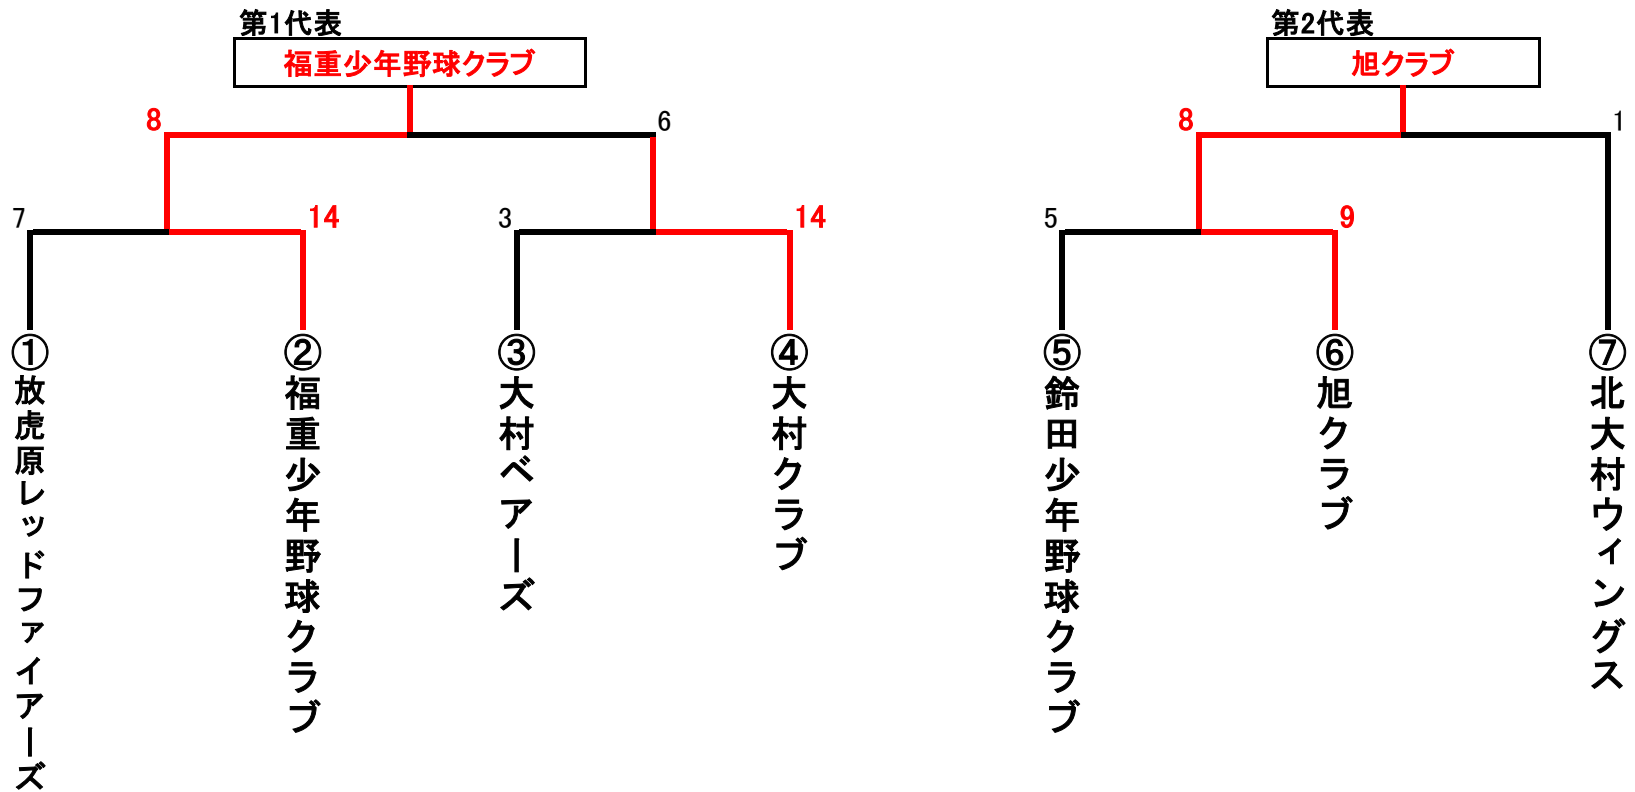 第1代表
福重少年野球クラブ
8
6
7
14
3
14
①放虎原レッドファイアーズ
②福重少年野球クラブ
③大村ベアーズ
④大村クラブ
第2代表
旭クラブ
8
1
5
9
⑤鈴田少年野球クラブ
⑥旭クラブ
⑦北大村ウィングス